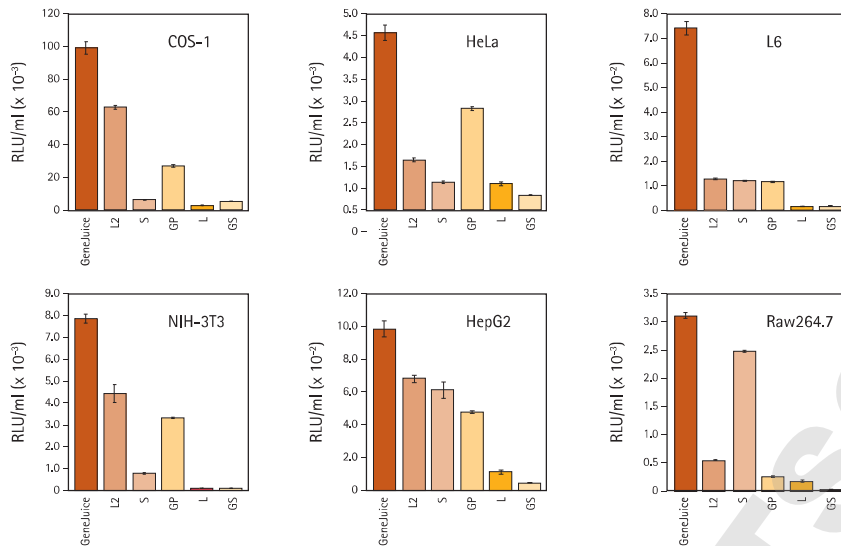 COS-1
RLU/ml (x 10⁻³)
120
100
80
60
40
20
0
GeneJuice
L2
S
GP
L
GS
HeLa
RLU/ml (x 10⁻³)
5.0
4.5
4.0
3.5
3.0
2.5
2.0
1.5
1.0
0.5
0
GeneJuice
L2
S
GP
L
GS
L6
RLU/ml (x 10⁻²)
8.0
7.0
6.0
5.0
4.0
3.0
2.0
1.0
0
GeneJuice
L2
S
GP
L
GS
NIH-3T3
RLU/ml (x 10⁻³)
9.0
8.0
7.0
6.0
5.0
4.0
3.0
2.0
1.0
0
GeneJuice
L2
S
GP
L
GS
HepG2
RLU/ml (x 10⁻²)
12.0
10.0
8.0
6.0
4.0
2.0
0
GeneJuice
L2
S
GP
L
GS
Raw264.7
RLU/ml (x 10⁻³)
3.5
3.0
2.5
2.0
1.5
1.0
0.5
0
GeneJuice
L2
S
GP
L
GS